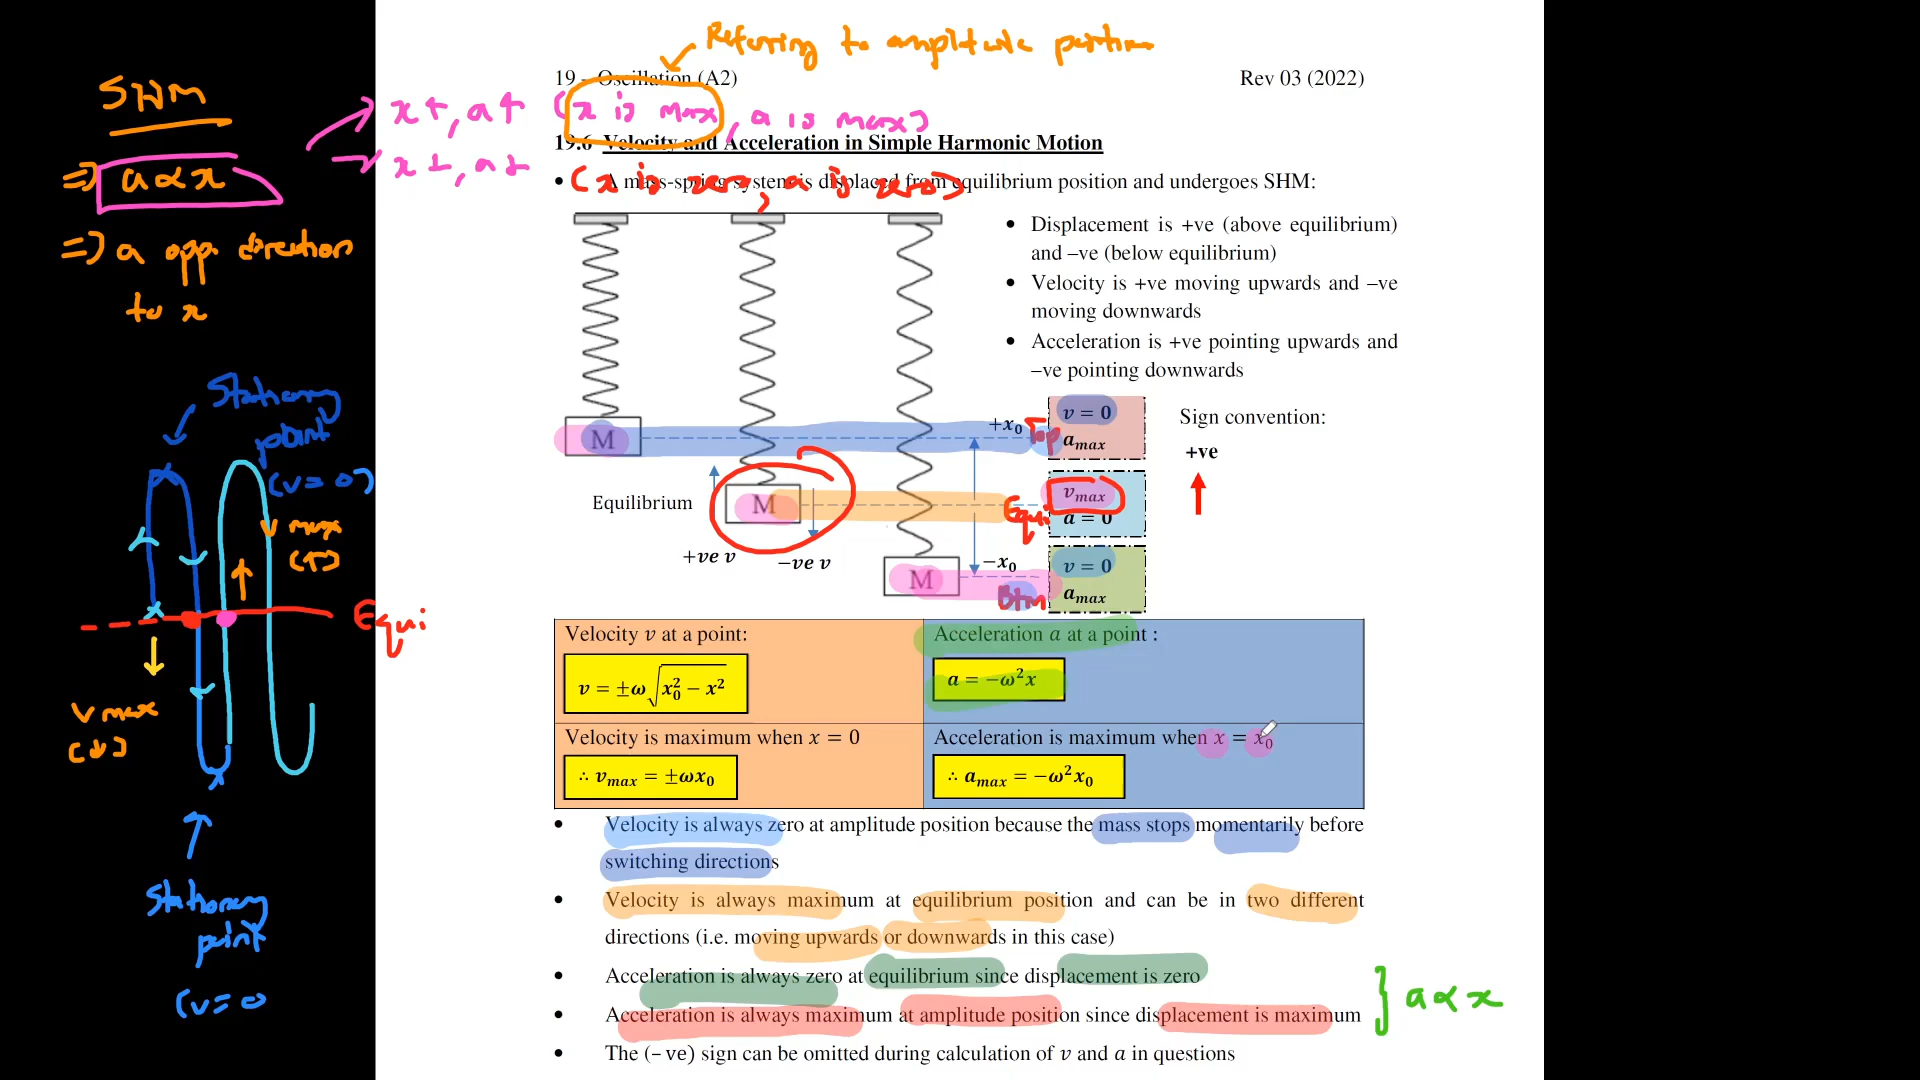 Referring to amplitude position
19 – Oscillation (A2)
Rev 03 (2022)
SHM
x↑, a↑ (x is max, a is max)
19.6 Velocity and Acceleration in Simple Harmonic Motion
⇒ a ∝ x
x↓, a↓
(x is zero, a is zero)
• A mass-spring system is displaced from equilibrium position and undergoes SHM:
⇒ a opp. direction
to x
• Displacement is +ve (above equilibrium)
and –ve (below equilibrium)
• Velocity is +ve moving upwards and –ve
moving downwards
• Acceleration is +ve pointing upwards and
–ve pointing downwards
Stationary
point
(v = 0)
M
+x₀
Top
v = 0
a_max
Sign convention:
+ve
Equilibrium
M
Equi
v_max
a = 0
+ve v
−ve v
M
−x₀
Btm
v = 0
a_max
v max
(↑)
Equi
v max
(↓)
Stationary
point
(v = 0
Velocity v at a point:
v = ±ω√(x₀² − x²)
Acceleration a at a point :
a = −ω²x
Velocity is maximum when x = 0
∴ v_max = ±ωx₀
Acceleration is maximum when x = x₀
∴ a_max = −ω²x₀
• Velocity is always zero at amplitude position because the mass stops momentarily before
switching directions
• Velocity is always maximum at equilibrium position and can be in two different
directions (i.e. moving upwards or downwards in this case)
• Acceleration is always zero at equilibrium since displacement is zero
• Acceleration is always maximum at amplitude position since displacement is maximum
} a ∝ x
• The (− ve) sign can be omitted during calculation of v and a in questions